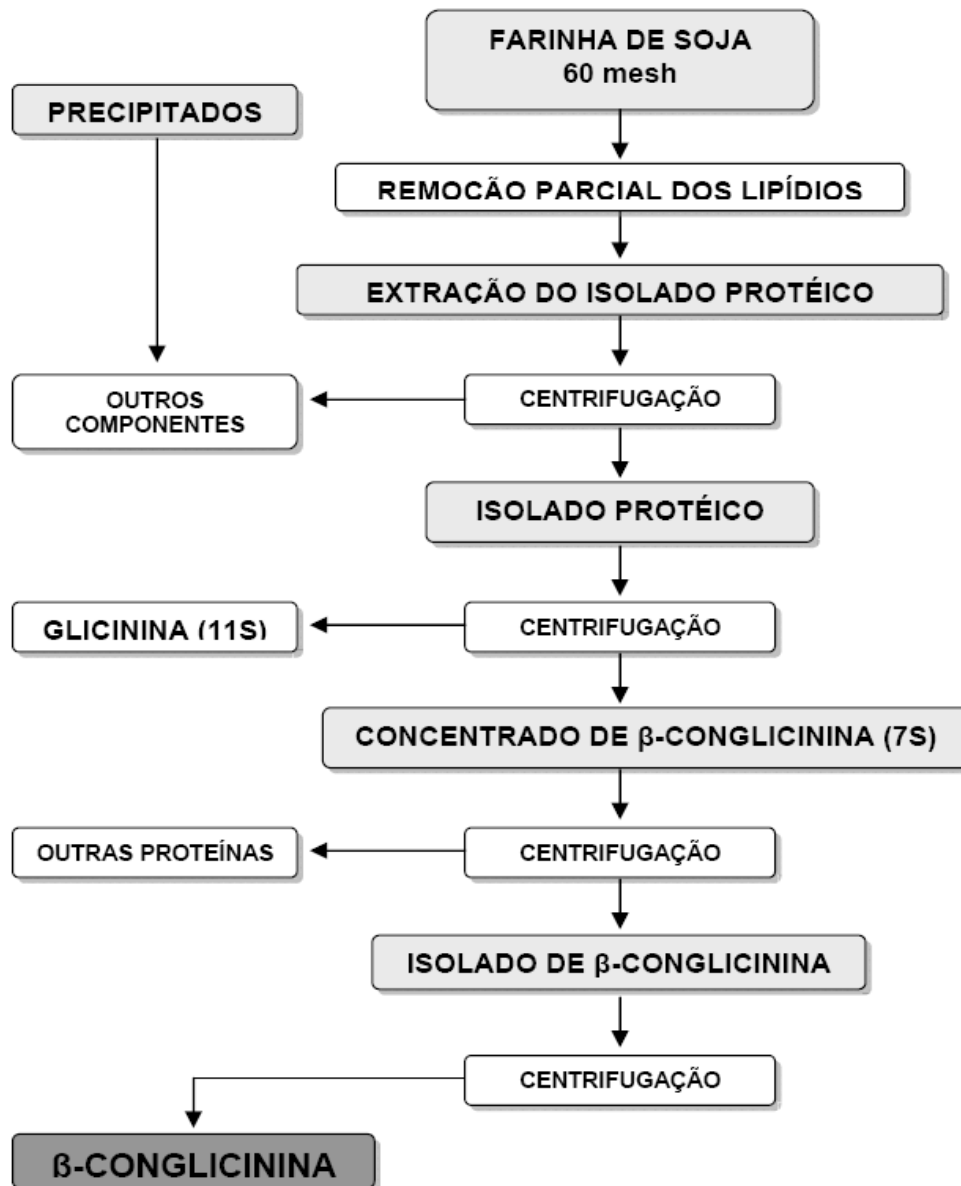 FARINHA DE SOJA
60 mesh
PRECIPITADOS
REMOCÃO PARCIAL DOS LIPÍDIOS
EXTRAÇÃO DO ISOLADO PROTÉICO
OUTROS
COMPONENTES
CENTRIFUGAÇÃO
ISOLADO PROTÉICO
GLICININA (11S)
CENTRIFUGAÇÃO
CONCENTRADO DE β-CONGLICININA (7S)
OUTRAS PROTEÍNAS
CENTRIFUGAÇÃO
ISOLADO DE β-CONGLICININA
CENTRIFUGAÇÃO
ß-CONGLICININA